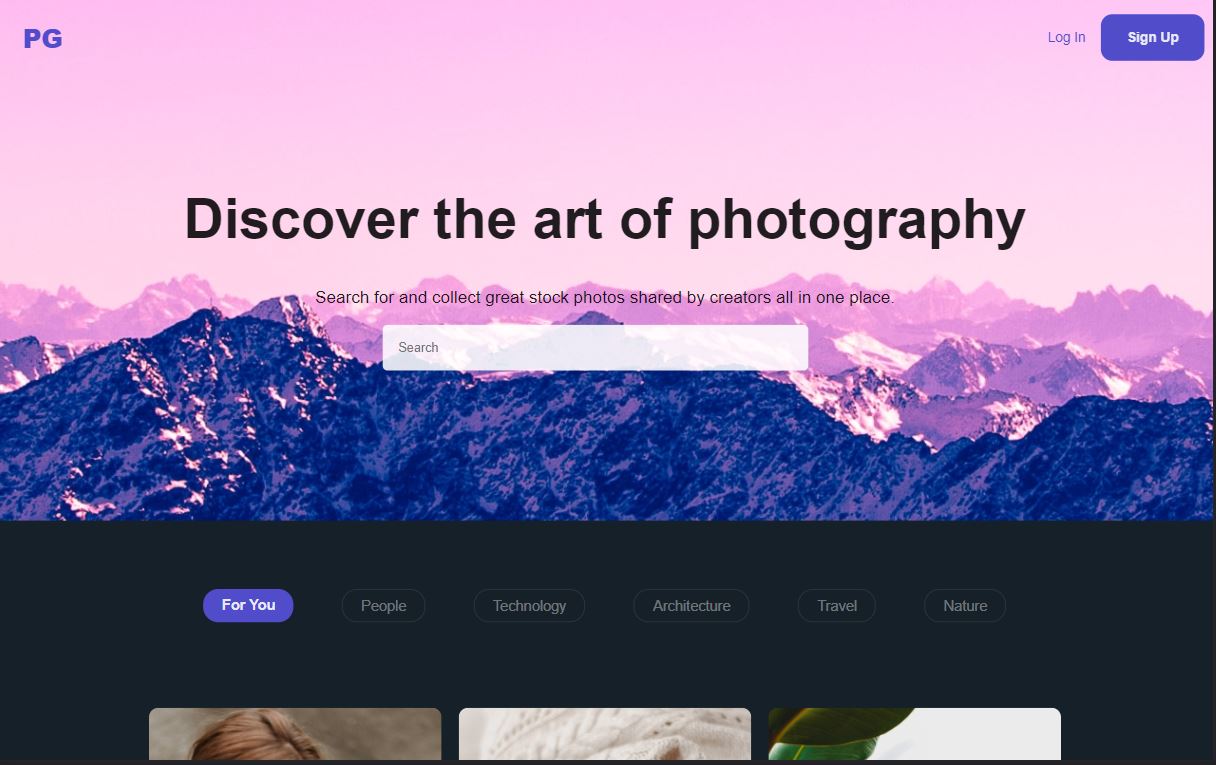 PG
Log In
Sign Up
Discover the art of photography
Search for and collect great stock photos shared by creators all in one place.
Search
For You
People
Technology
Architecture
Travel
Nature